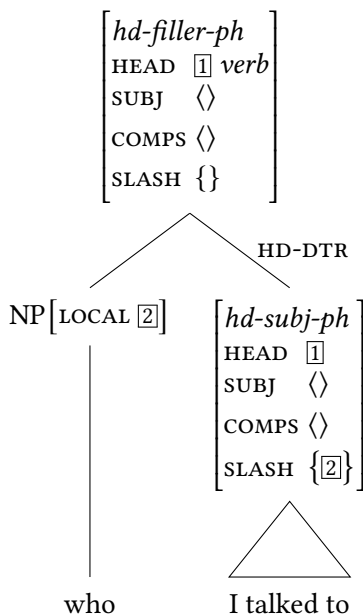 hd-filler-ph
HEAD 1 verb
SUBJ ⟨⟩
COMPS ⟨⟩
SLASH {}
HD-DTR
NP[LOCAL 2]
hd-subj-ph
HEAD 1
SUBJ ⟨⟩
COMPS ⟨⟩
SLASH {2}
who I talked to